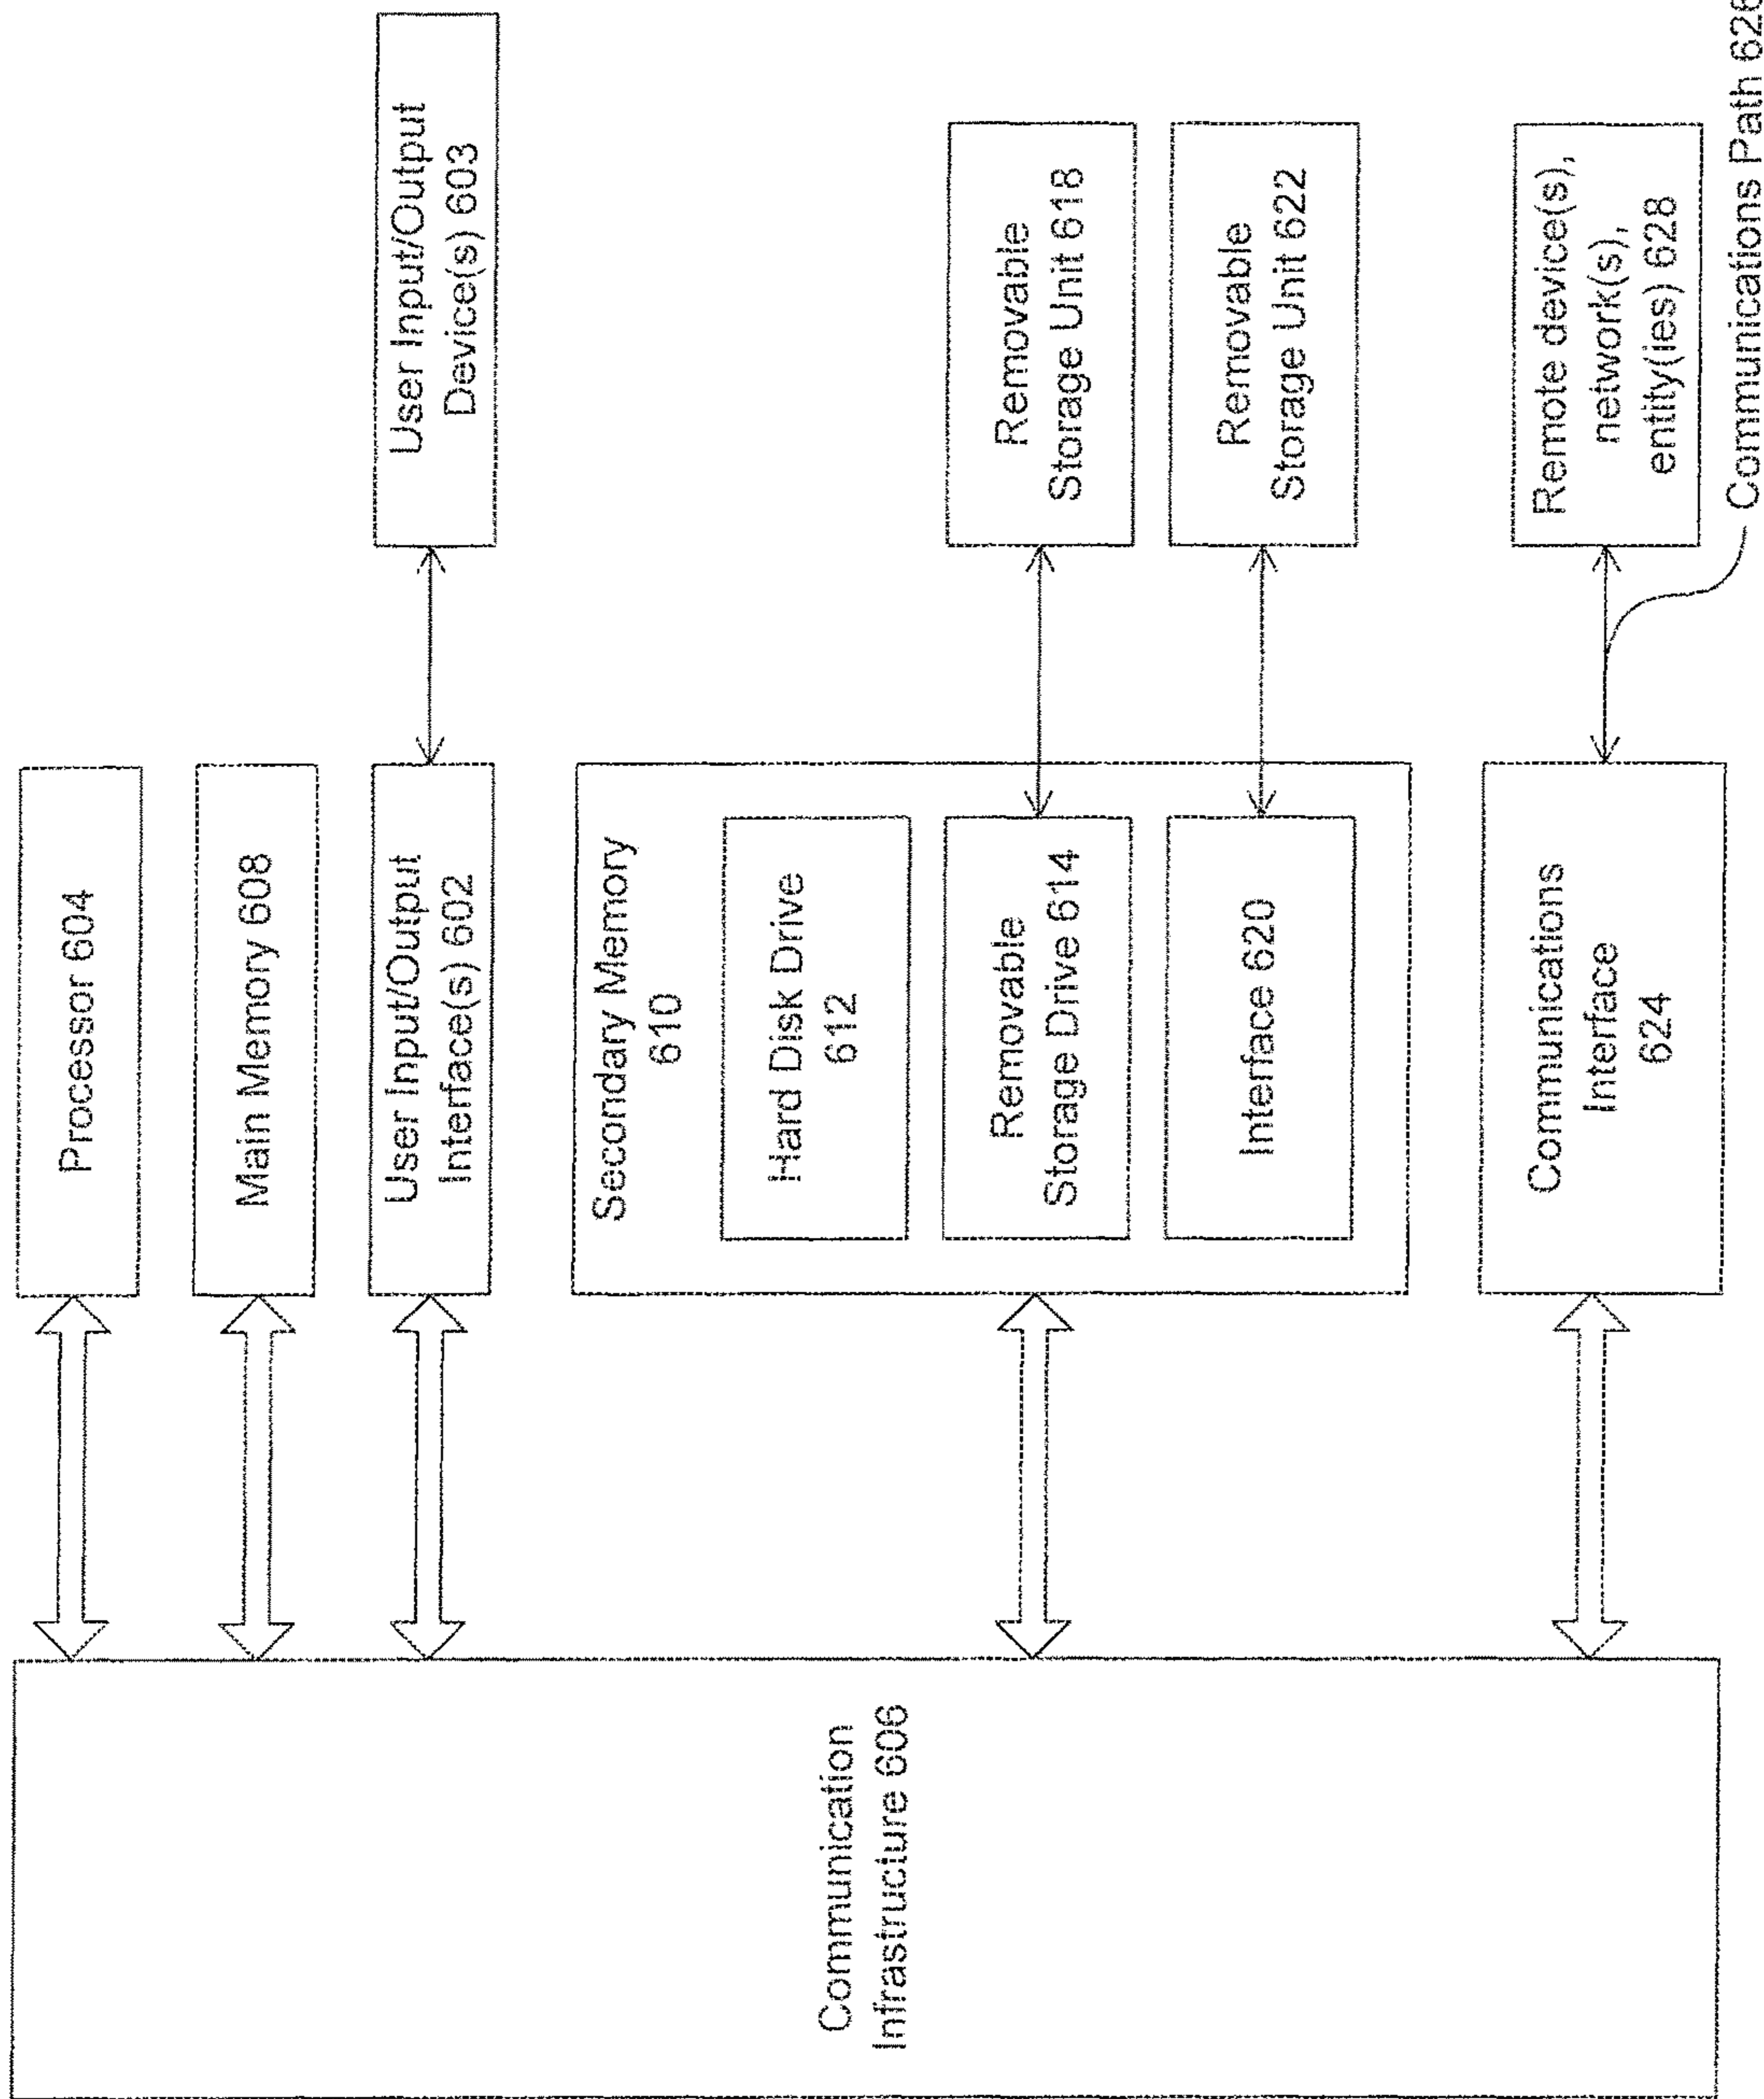 Processor 604
Main Memory 608
User Input/Output
Interface(s) 602
User Input/Output
Device(s) 603
Secondary Memory
610
Hard Disk Drive
612
Removable
Storage Drive 614
Interface 620
Removable
Storage Unit 618
Removable
Storage Unit 622
Communications
Interface
624
Remote device(s),
network(s),
entity(ies) 628
Communications Path 626
Communication
Infrastructure 606